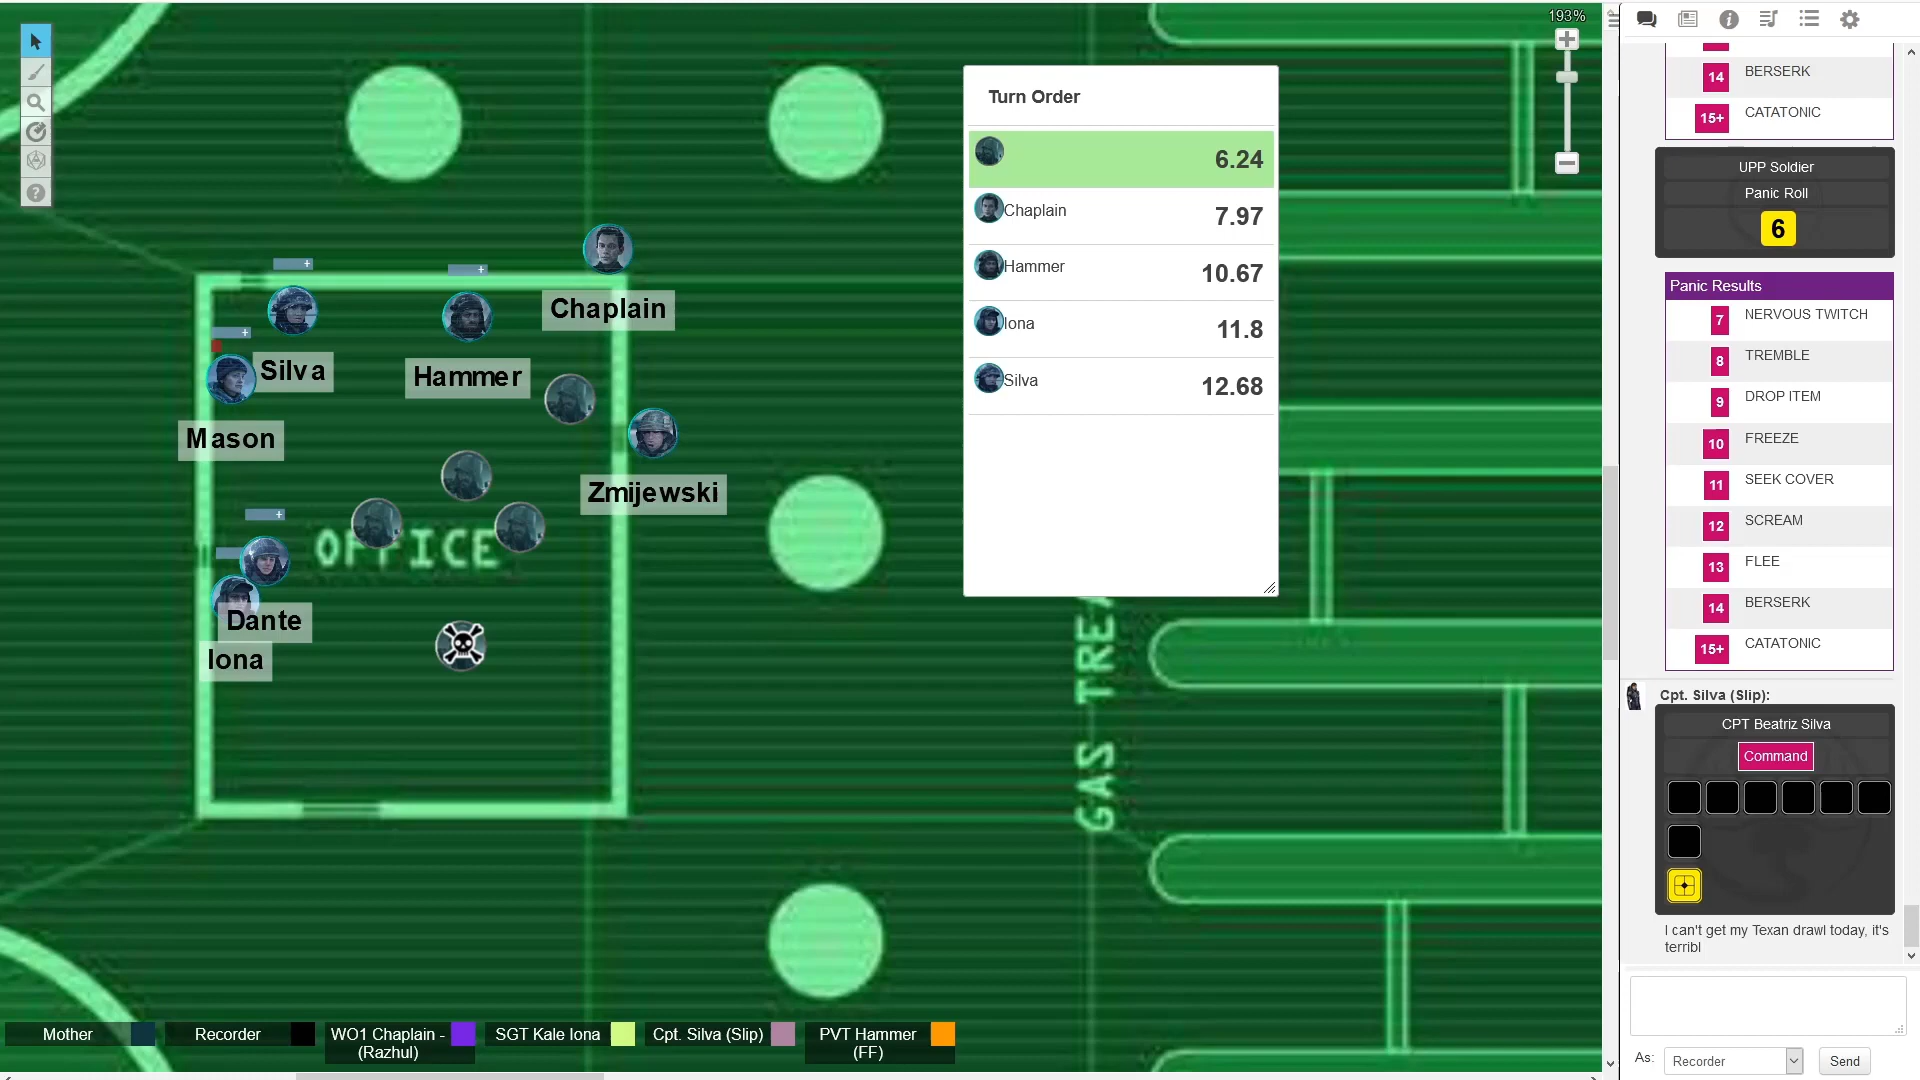 193%
Turn Order
6.24
Chaplain
7.97
Hammer
10.67
Iona
11.8
Silva
12.68
Chaplain
Silva
Hammer
Mason
Zmijewski
OFFICE
Dante
Iona
GAS TREA
Mother
Recorder
WO1 Chaplain -
(Razhul)
SGT Kale Iona
Cpt. Silva (Slip)
PVT Hammer
(FF)
14
BERSERK
15+
CATATONIC
UPP Soldier
Panic Roll
6
Panic Results
7
NERVOUS TWITCH
8
TREMBLE
9
DROP ITEM
10
FREEZE
11
SEEK COVER
12
SCREAM
13
FLEE
14
BERSERK
15+
CATATONIC
Cpt. Silva (Slip):
CPT Beatriz Silva
Command
I can't get my Texan drawl today, it's
terribl
As:
Recorder
Send